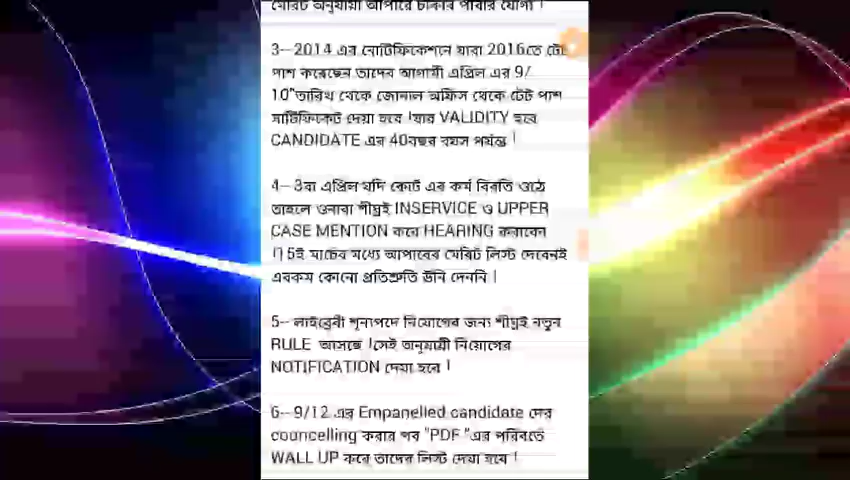 মেরিট অনুযায়ী আপারে চাকরি পাবার যোগ্য ।
3-- 2014 এর নোটিফিকেশনে যারা 2016তে টেট
পাশ করেছেন তাদের আগামী এপ্রিল এর 9/
10"তারিখ থেকে জোনাল অফিস থেকে টেট পাশ
সার্টিফিকেট দেয়া হবে ।যার VALIDITY হবে
CANDIDATE এর 40বছর বয়স পর্যন্ত ।
4-- 3রা এপ্রিল যদি কোর্ট এর কর্ম বিরতি ওঠে
তাহলে ওনারা শীঘ্রই INSERVICE ও UPPER
CASE MENTION করে HEARING করাবেন
।15ই মার্চের মধ্যে আপারের মেরিট লিস্ট দেবেনই
এরকম কোনো প্রতিশ্রুতি উনি দেননি ।
5-- লাইব্রেরী শূন্যপদে নিয়োগের জন্য শীঘ্রই নতুন
RULE আসছে ।সেই অনুযায়ী নিয়োগের
NOTIFICATION দেয়া হবে ।
6-- 9/12 এর Empanelled candidate দের
councelling করার পর "PDF "এর পরিবর্তে
WALL UP করে তাদের লিস্ট দেয়া হবে ।